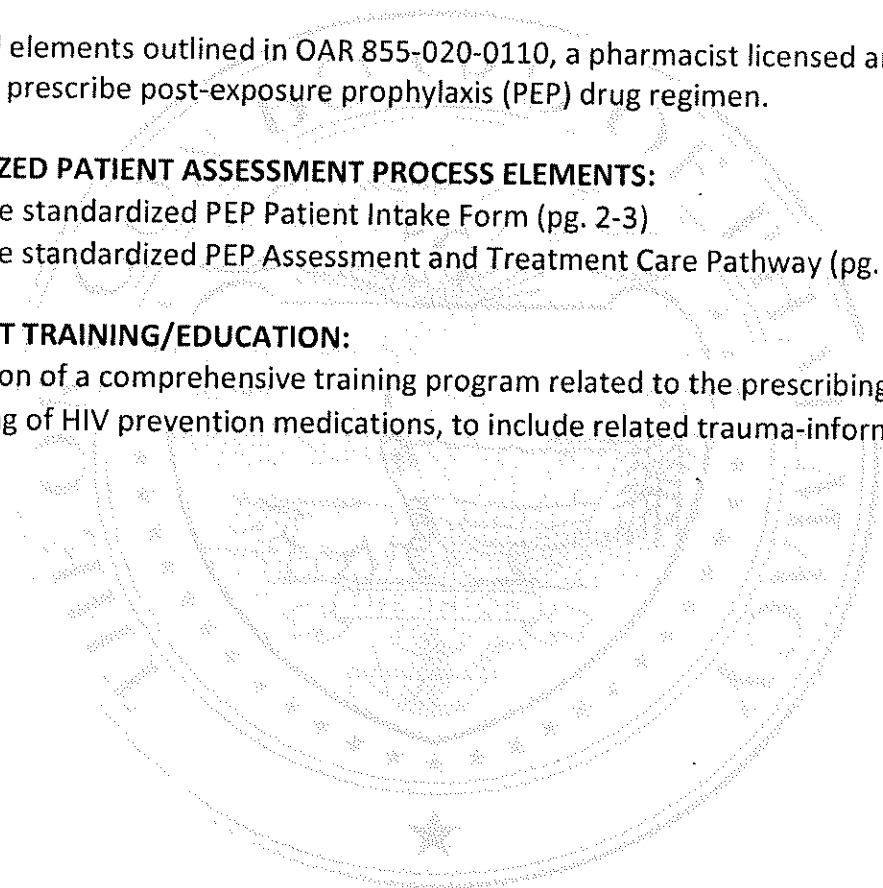 elements outlined in OAR 855-020-0110, a pharmacist licensed a
prescribe post-exposure prophylaxis (PEP) drug regimen.
ZED PATIENT ASSESSMENT PROCESS ELEMENTS:
e standardized PEP Patient Intake Form (pg. 2-3)
e standardized PEP Assessment and Treatment Care Pathway (pg.
T TRAINING/EDUCATION:
on of a comprehensive training program related to the prescribing
g of HIV prevention medications, to include related trauma-inform